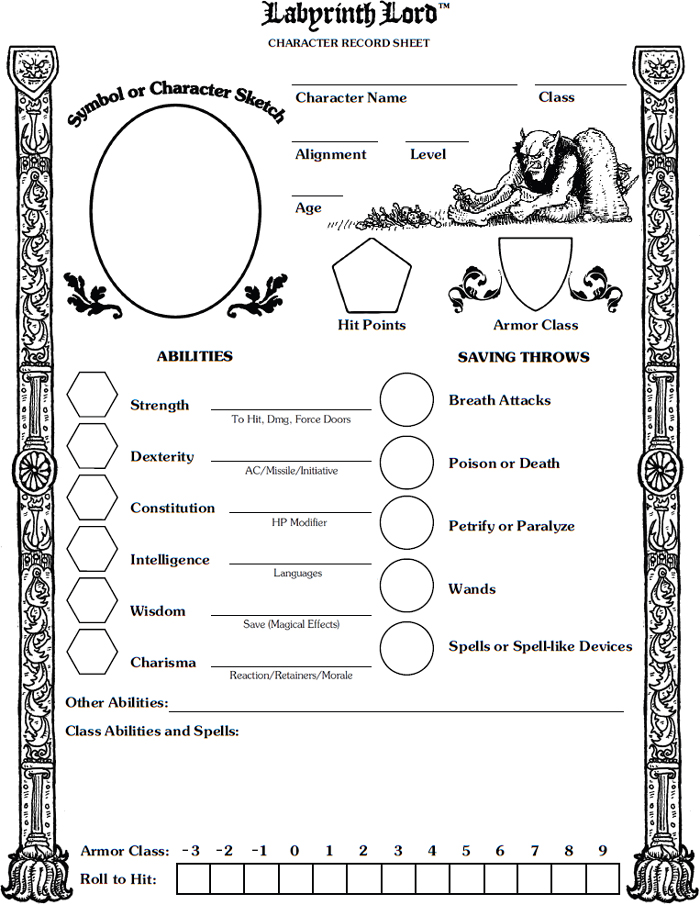 Labyrinth Lord™
CHARACTER RECORD SHEET
Symbol or Character Sketch
Character Name
Class
Alignment
Level
Age
Hit Points
Armor Class
ABILITIES
Strength
To Hit, Dmg, Force Doors
Dexterity
AC/Missile/Initiative
Constitution
HP Modifier
Intelligence
Languages
Wisdom
Save (Magical Effects)
Charisma
Reaction/Retainers/Morale
SAVING THROWS
Breath Attacks
Poison or Death
Petrify or Paralyze
Wands
Spells or Spell-like Devices
Other Abilities:
Class Abilities and Spells:
Armor Class: -3 -2 -1 0 1 2 3 4 5 6 7 8 9
Roll to Hit: